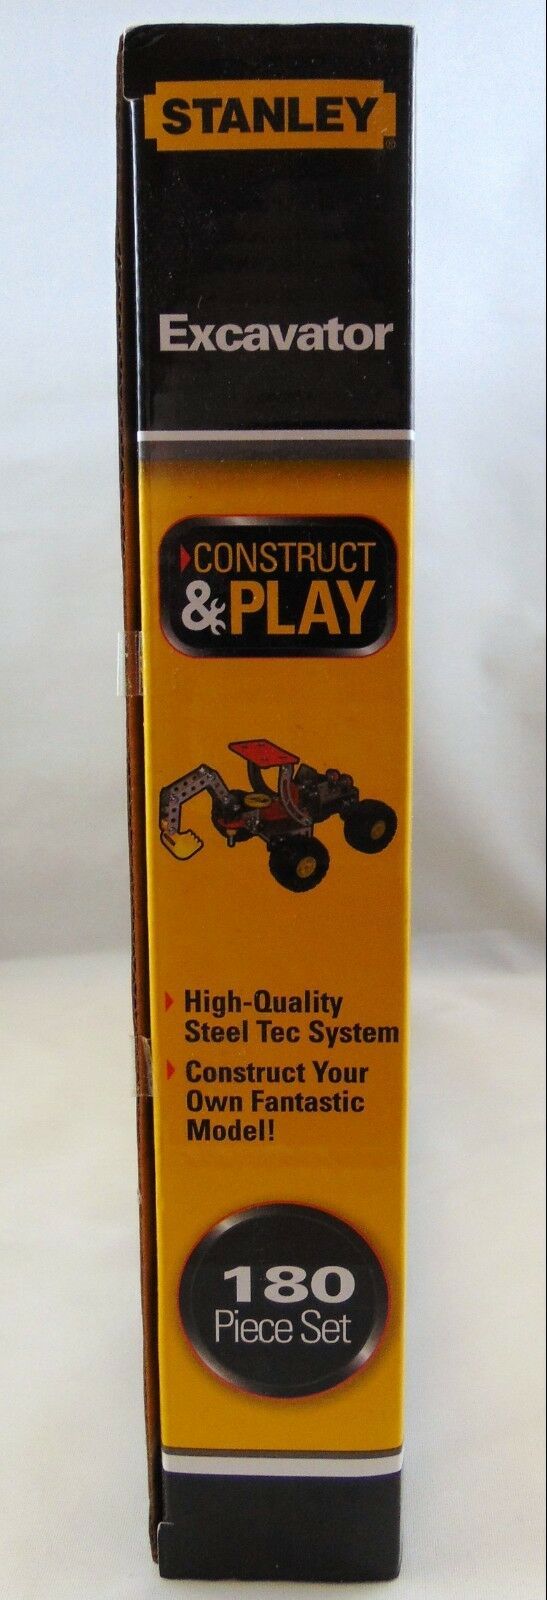 STANLEY®
Excavator
CONSTRUCT
& PLAY
High-Quality
Steel Tec System
Construct Your
Own Fantastic
Model!
180
Piece Set